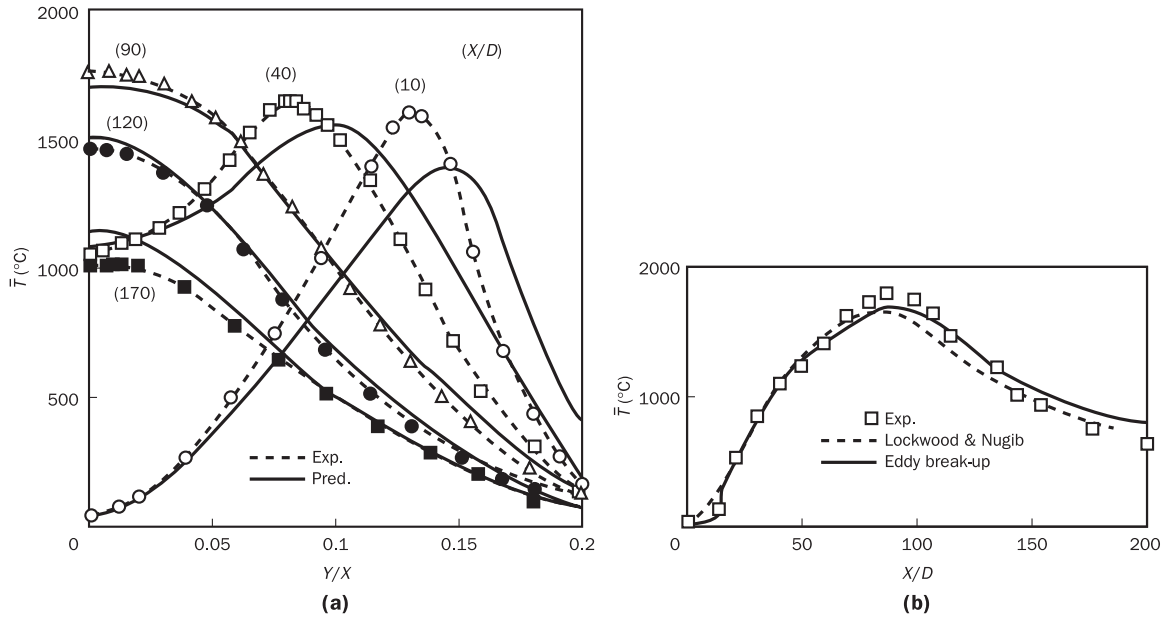 2000
(90)
(X/D)
(40)
(10)
1500
(120)
T̄ (°C)
1000
(170)
500
Exp.
Pred.
0
0.05
0.1
0.15
0.2
Y/X
(a)
2000
T̄ (°C)
1000
Exp.
Lockwood & Nugib
Eddy break-up
0
50
100
150
200
X/D
(b)